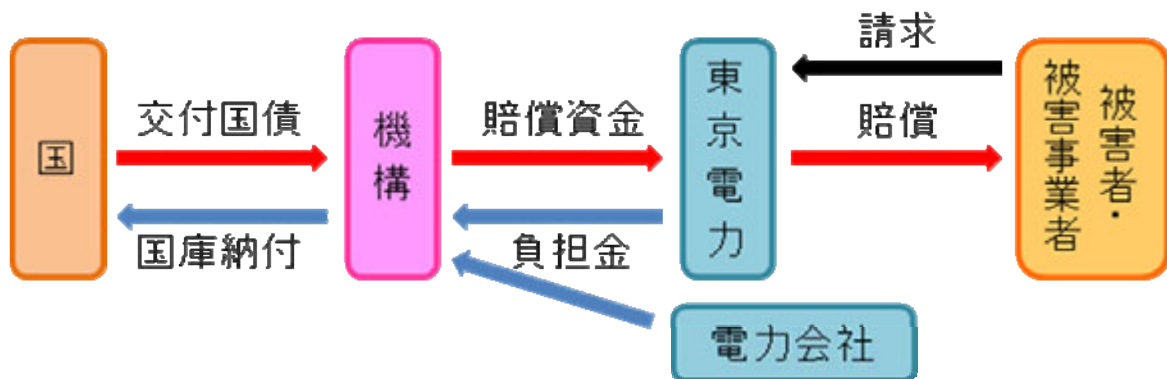 国
交付国債
国庫納付
機構
賠償資金
負担金
東京電力
電力会社
請求
賠償
被害者・
被害事業者